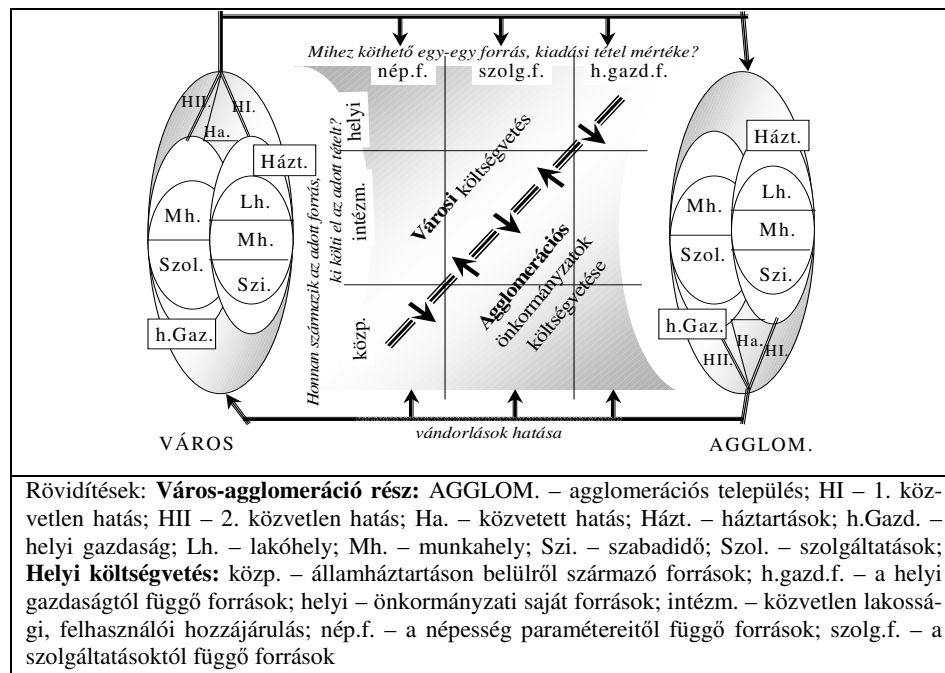 Mihez köthető egy-egy forrás, kiadási tétel mértéke?
nép.f. szolg.f. h.gazd.f.
HII. HI.
Ha.
Házt.
Mh. Lh.
Szol. Mh.
Szi.
h.Gaz.
VÁROS
Honnan származik az adott forrás,
ki költi el az adott tételt?
helyi
intézm.
közp.
Városi költségvetés
Agglomerációs
önkormányzatok
költségvetése
Házt.
Mh. Lh.
Szol. Mh.
Szi.
h.Gaz.
Ha.
HII. HI.
AGGLOM.
vándorlások hatása
Rövidítések: Város-agglomeráció rész: AGGLOM. – agglomerációs település; HI – 1. köz-
vetlen hatás; HII – 2. közvetlen hatás; Ha. – közvetett hatás; Házt. – háztartások; h.Gazd. –
helyi gazdaság; Lh. – lakóhely; Mh. – munkahely; Szi. – szabadidő; Szol. – szolgáltatások;
Helyi költségvetés: közp. – államháztartáson belülről származó források; h.gazd.f. – a helyi
gazdaságtól függő források; helyi – önkormányzati saját források; intézm. – közvetlen lakossá-
gi, felhasználói hozzájárulás; nép.f. – a népesség paramétereitől függő források; szolg.f. – a
szolgáltatásoktól függő források